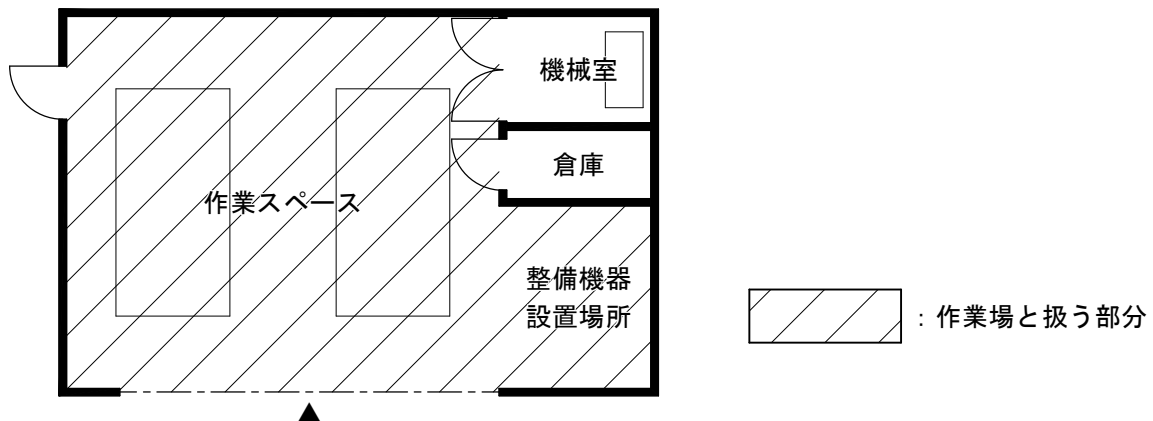 機械室
倉庫
作業スペース
整備機器
設置場所
：作業場と扱う部分